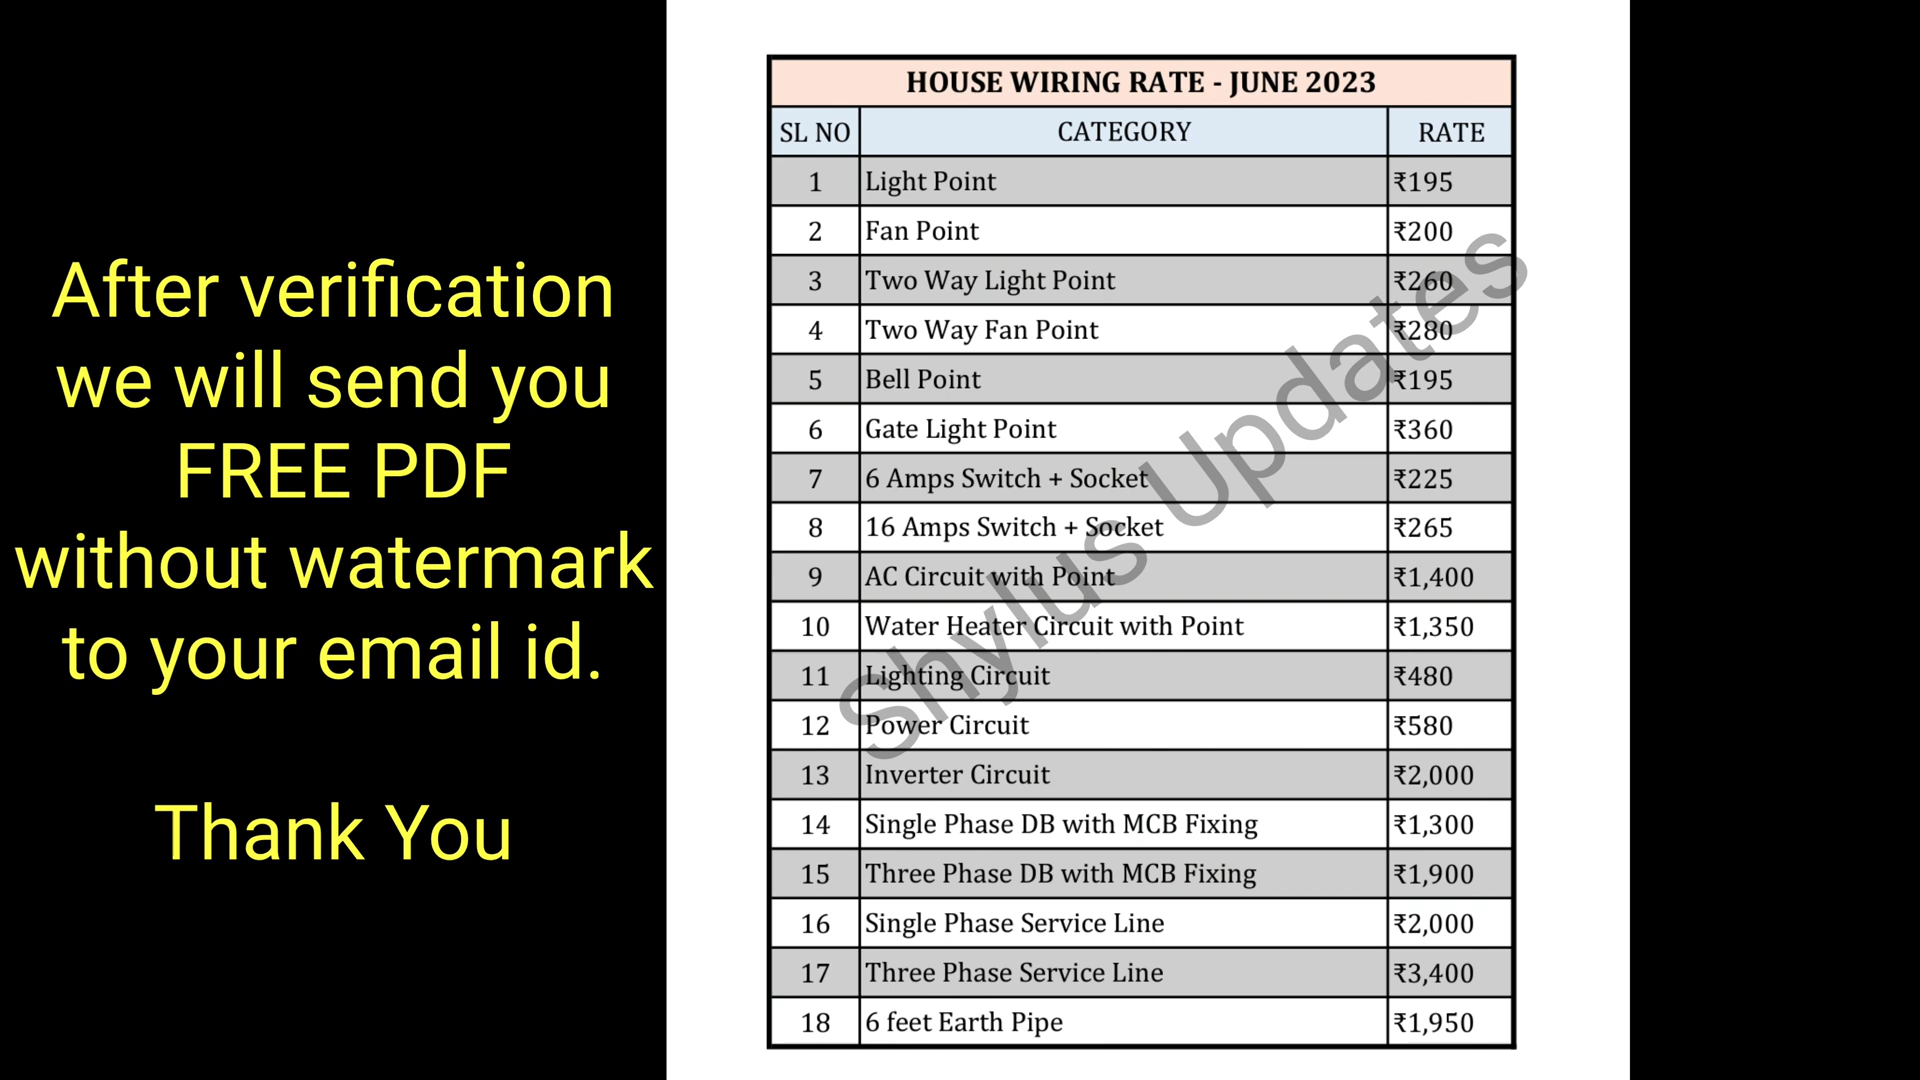 After verification
we will send you
FREE PDF
without watermark
to your email id.
Thank You
HOUSE WIRING RATE - JUNE 2023
SL NO CATEGORY RATE
1 Light Point ₹195
2 Fan Point ₹200
3 Two Way Light Point ₹260
4 Two Way Fan Point ₹280
5 Bell Point ₹195
6 Gate Light Point ₹360
7 6 Amps Switch + Socket ₹225
8 16 Amps Switch + Socket ₹265
9 AC Circuit with Point ₹1,400
10 Water Heater Circuit with Point ₹1,350
11 Lighting Circuit ₹480
12 Power Circuit ₹580
13 Inverter Circuit ₹2,000
14 Single Phase DB with MCB Fixing ₹1,300
15 Three Phase DB with MCB Fixing ₹1,900
16 Single Phase Service Line ₹2,000
17 Three Phase Service Line ₹3,400
18 6 feet Earth Pipe ₹1,950
Shylus Updates